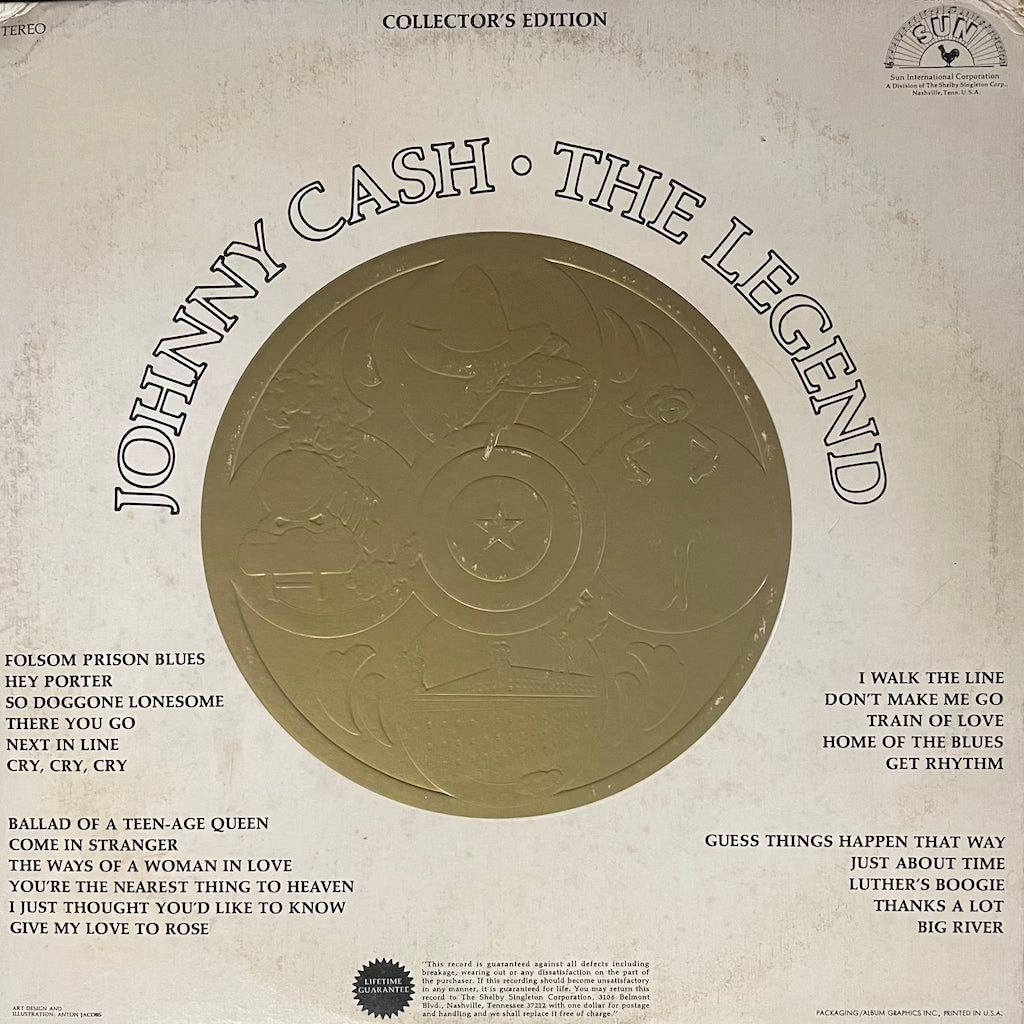 TEREO
COLLECTOR'S EDITION
SUN
Sun International Corporation
A Division of The Shelby Singleton Corp.,
Nashville, Tenn. U.S.A.
JOHNNY CASH • THE LEGEND
FOLSOM PRISON BLUES
HEY PORTER
SO DOGGONE LONESOME
THERE YOU GO
NEXT IN LINE
CRY, CRY, CRY
I WALK THE LINE
DON'T MAKE ME GO
TRAIN OF LOVE
HOME OF THE BLUES
GET RHYTHM
BALLAD OF A TEEN-AGE QUEEN
COME IN STRANGER
THE WAYS OF A WOMAN IN LOVE
YOU'RE THE NEAREST THING TO HEAVEN
I JUST THOUGHT YOU'D LIKE TO KNOW
GIVE MY LOVE TO ROSE
GUESS THINGS HAPPEN THAT WAY
JUST ABOUT TIME
LUTHER'S BOOGIE
THANKS A LOT
BIG RIVER
LIFETIME
GUARANTEE
"This record is guaranteed against all defects including
breakage, wearing out or any dissatisfaction on the part of
the purchaser. If this recording should become unsatisfactory
in any manner, it is guaranteed for life. You may return this
record to The Shelby Singleton Corporation, 3106 Belmont
Blvd., Nashville, Tennessee 37212 with one dollar for postage
and handling and we shall replace it free of charge."
ART DESIGN AND
ILLUSTRATION: ANTON JACOBS
PACKAGING/ALBUM GRAPHICS INC., PRINTED IN U.S.A.